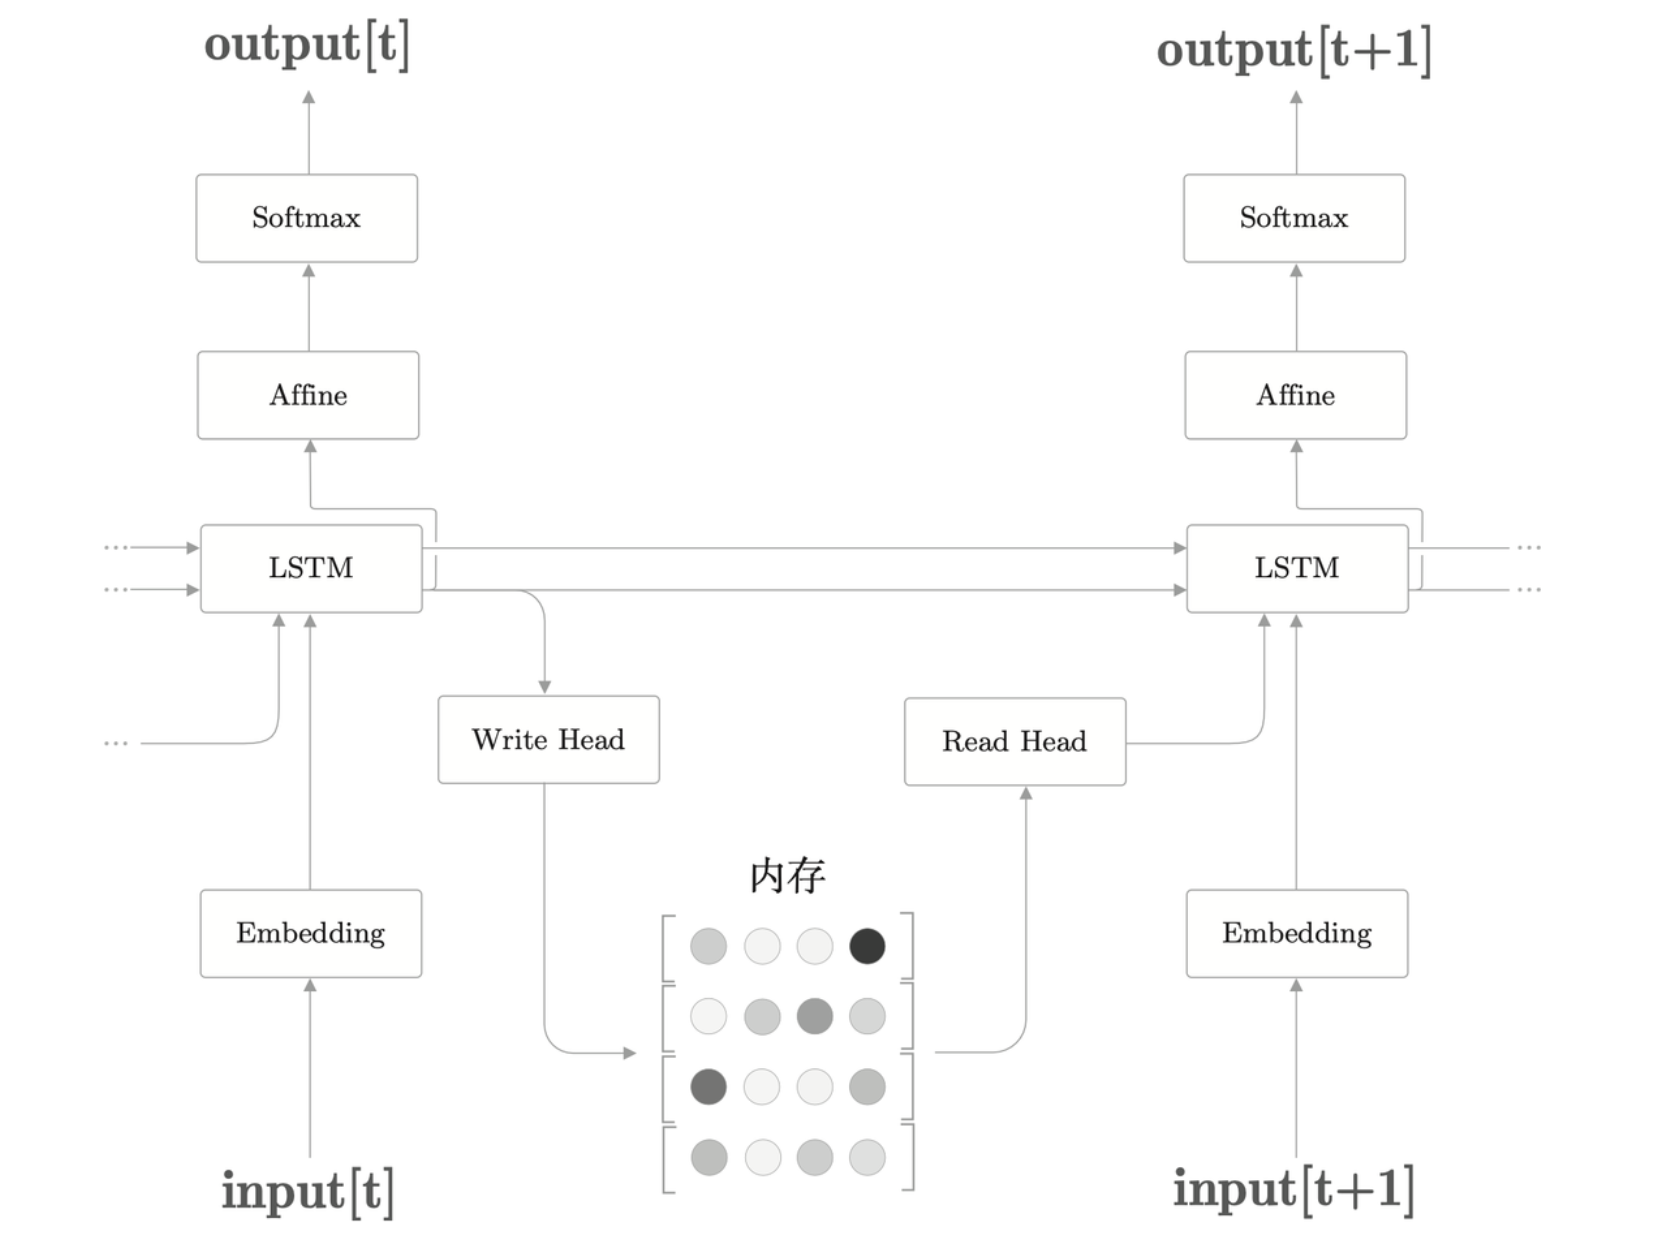 output[t]
output[t+1]
Softmax
Softmax
Affine
Affine
...
LSTM
LSTM
...
...
...
Write Head
Read Head
...
内存
Embedding
Embedding
input[t]
input[t+1]